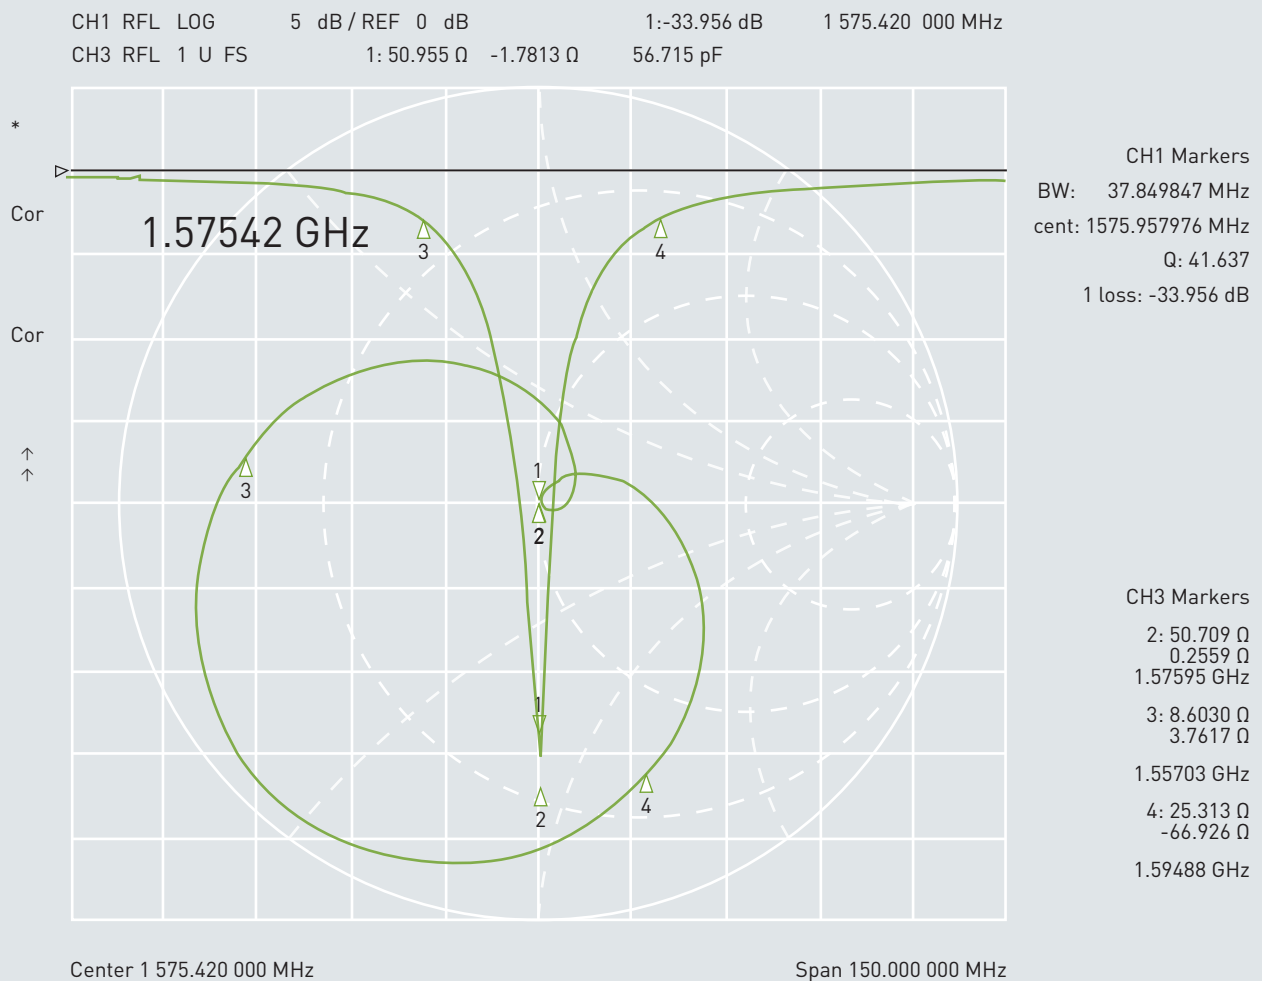 CH1 RFL LOG 5 dB / REF 0 dB 1:-33.956 dB 1 575.420 000 MHz
CH3 RFL 1 U FS 1: 50.955 Ω -1.7813 Ω 56.715 pF
*
Cor
1.57542 GHz
Cor
↑
↑
3
4
3
1
2
1
2
4
CH1 Markers
BW: 37.849847 MHz
cent: 1575.957976 MHz
Q: 41.637
1 loss: -33.956 dB
CH3 Markers
2: 50.709 Ω
0.2559 Ω
1.57595 GHz
3: 8.6030 Ω
3.7617 Ω
1.55703 GHz
4: 25.313 Ω
-66.926 Ω
1.59488 GHz
Center 1 575.420 000 MHz Span 150.000 000 MHz